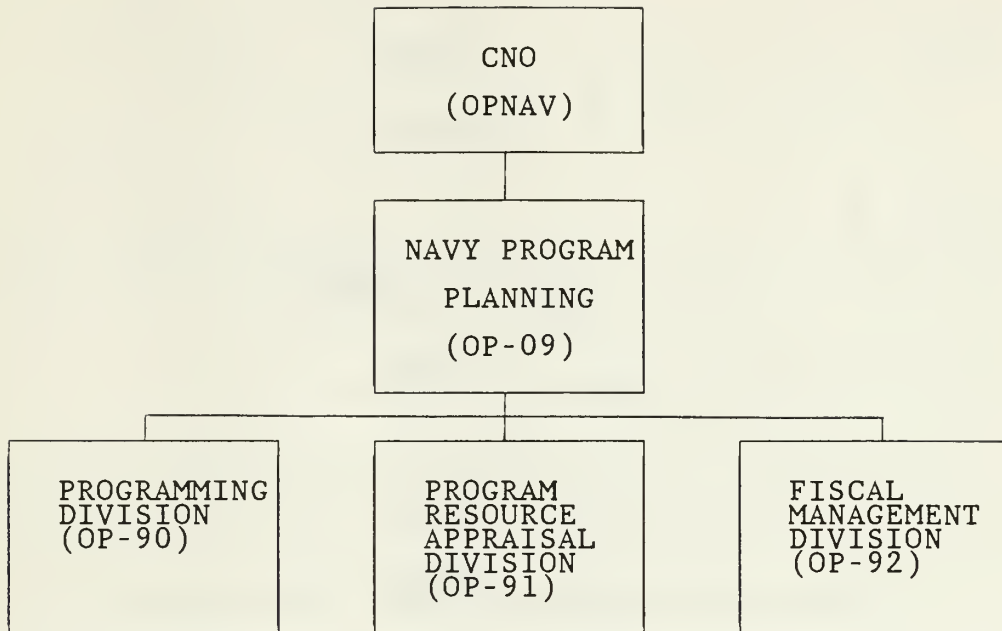 CNO
(OPNAV)
NAVY PROGRAM
PLANNING
(OP-09)
PROGRAMMING
DIVISION
(OP-90)
PROGRAM
RESOURCE
APPRAISAL
DIVISION
(OP-91)
FISCAL
MANAGEMENT
DIVISION
(OP-92)